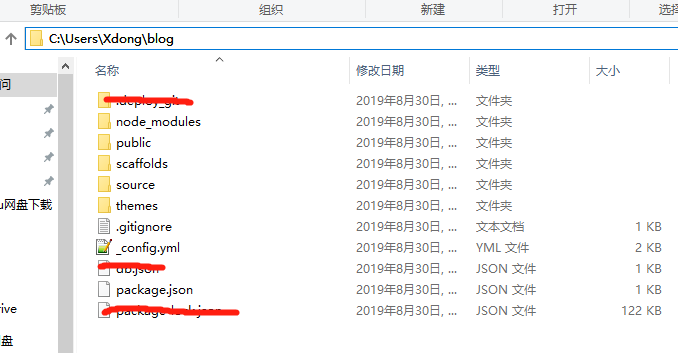 剪贴板 组织 新建 打开
C:\Users\Xdong\blog
名称 修改日期 类型 大小
.deploy_git 2019年8月30日, ... 文件夹
问 node_modules 2019年8月30日, ... 文件夹
public 2019年8月30日, ... 文件夹
scaffolds 2019年8月30日, ... 文件夹
source 2019年8月30日, ... 文件夹
u网盘下载 themes 2019年8月30日, ... 文件夹
.gitignore 2019年8月30日, ... 文本文档 1 KB
_config.yml 2019年8月30日, ... YML 文件 2 KB
db.json 2019年8月30日, ... JSON 文件 1 KB
package.json 2019年8月30日, ... JSON 文件 1 KB
rive package-lock.json 2019年8月30日, ... JSON 文件 122 KB
盘